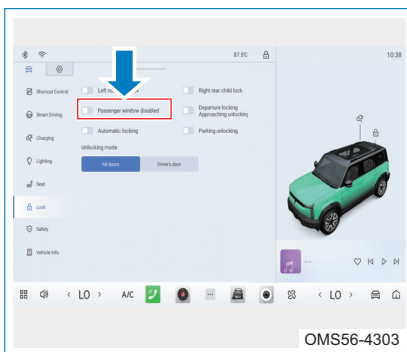 87.5℃
10:38
Shortcut Control
Left re
Right rear child lock
Smart Driving
Passenger window disabled
Departure locking
Approaching unlocking
Charging
Automatic locking
Parking unlocking
Unlocking mode
Lighting
All doors
Driver's door
Seat
Lock
Safety
Vehicle Info
LO
A/C
LO
OMS56-4303